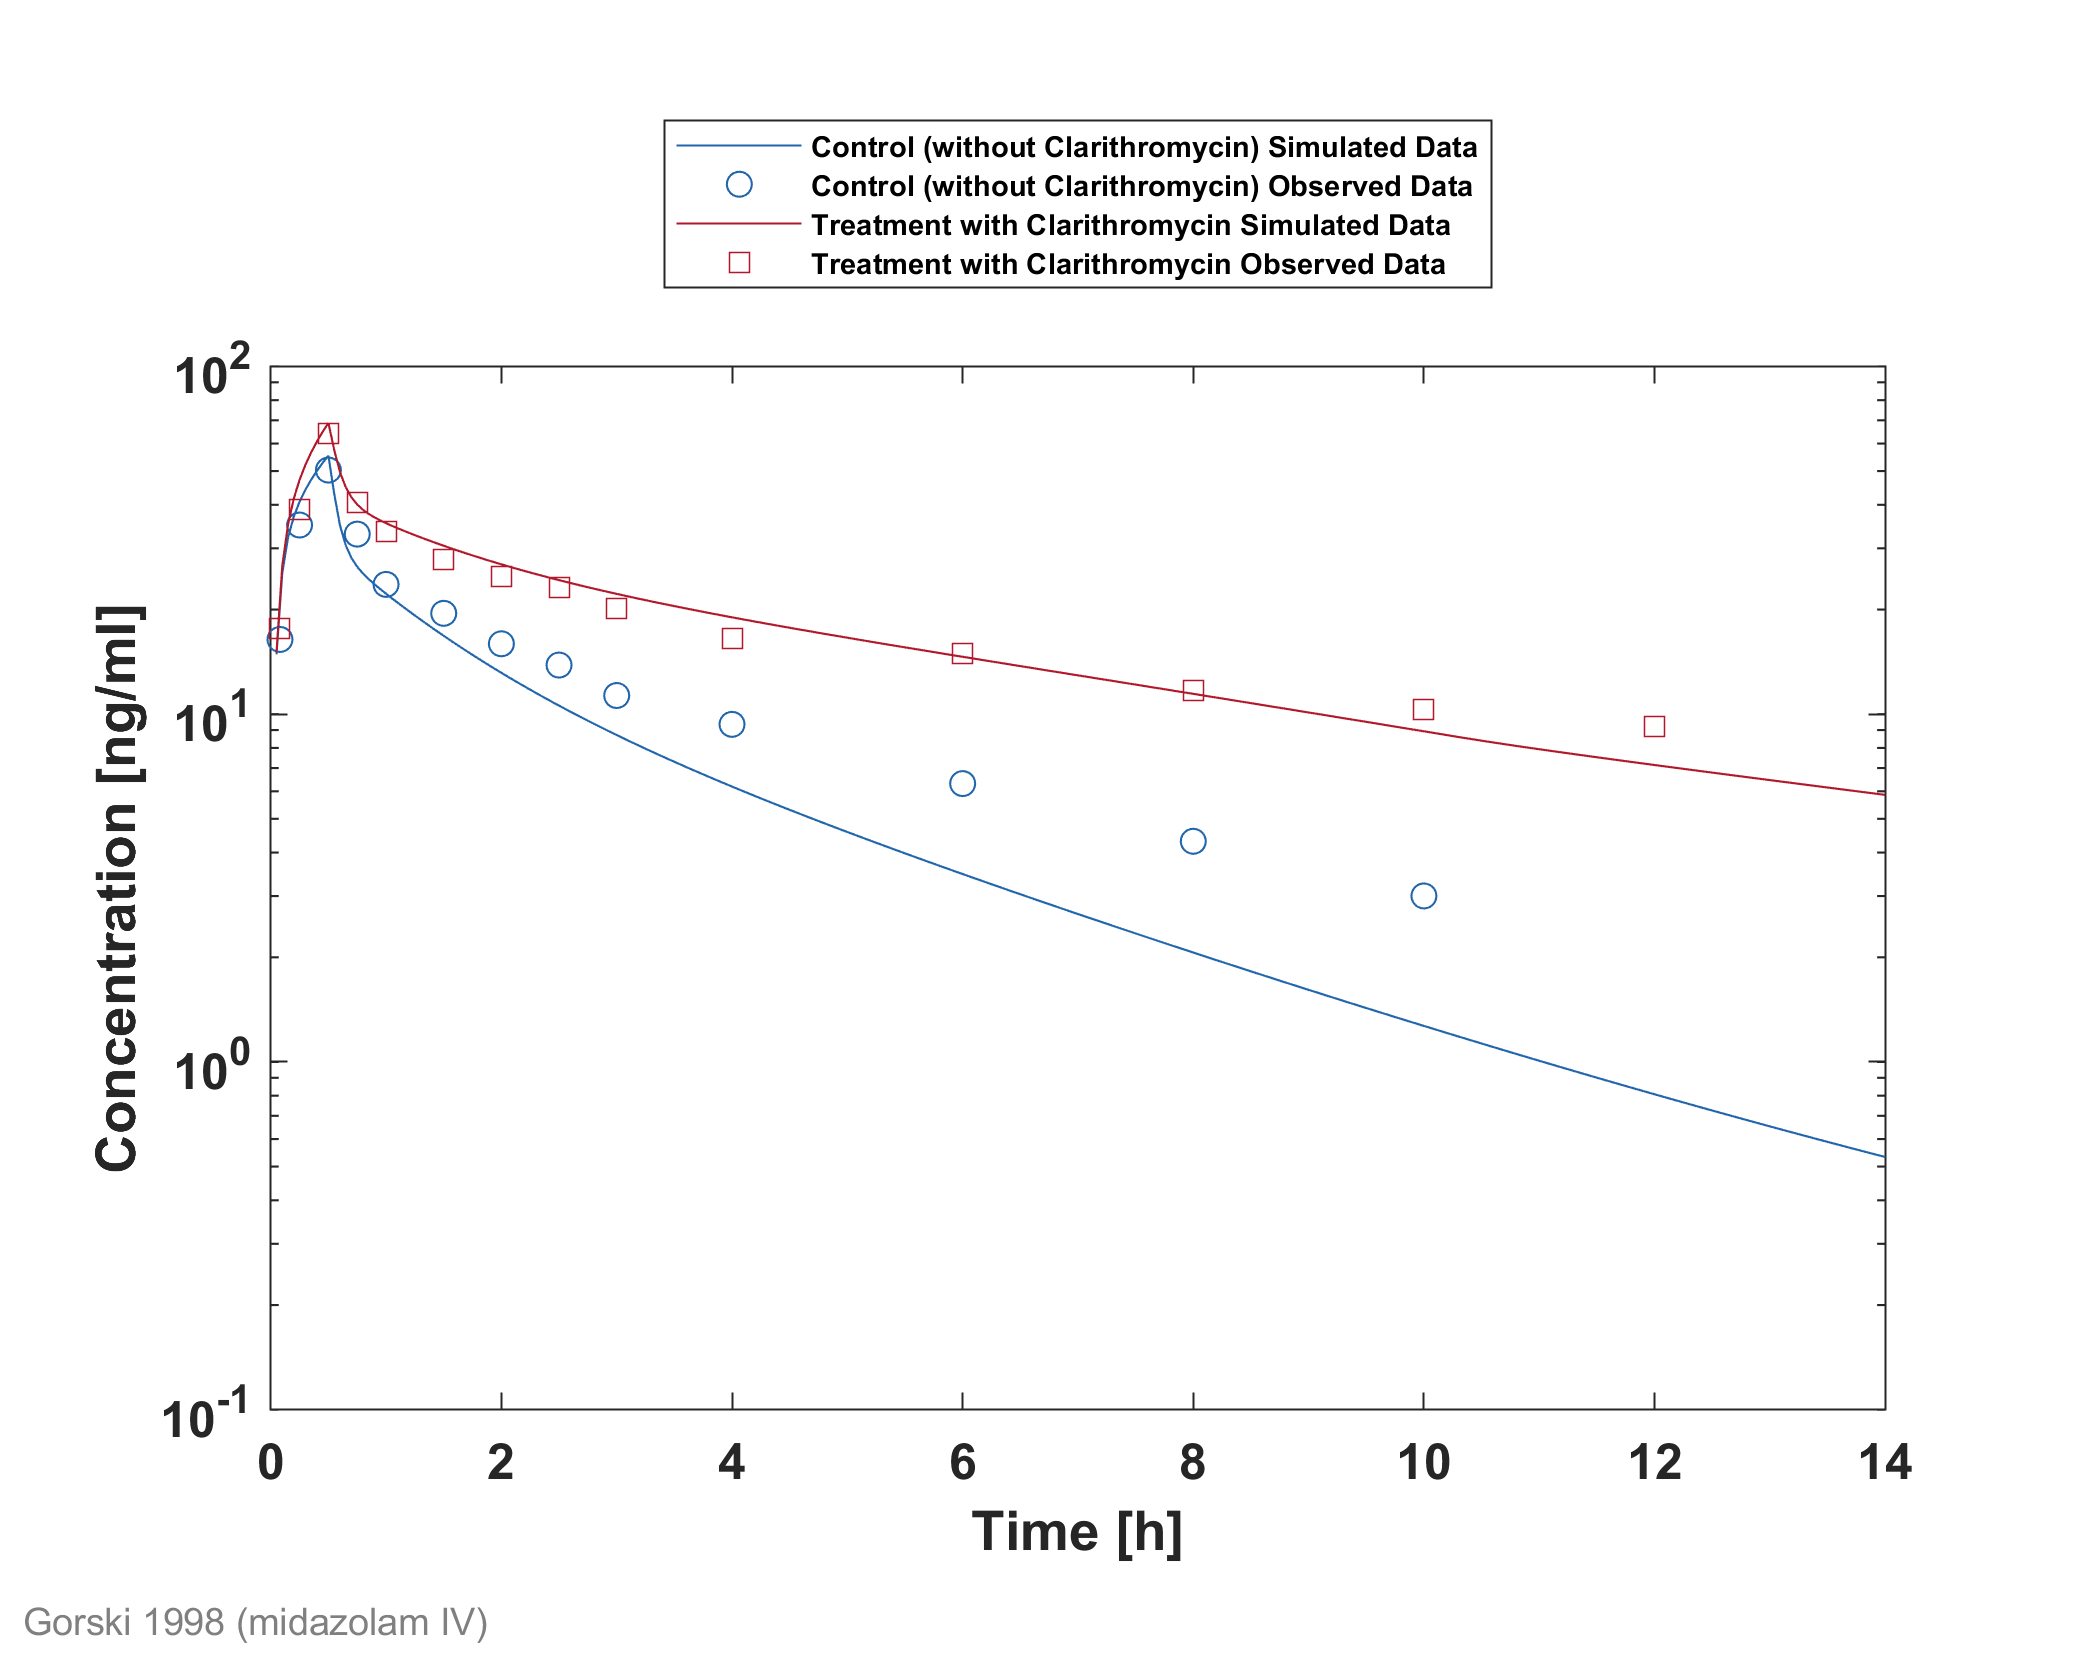 Control (without Clarithromycin) Simulated Data
Control (without Clarithromycin) Observed Data
Treatment with Clarithromycin Simulated Data
Treatment with Clarithromycin Observed Data
10^2
10^1
10^0
10^-1
Concentration [ng/ml]
0 2 4 6 8 10 12 14
Time [h]
Gorski 1998 (midazolam IV)